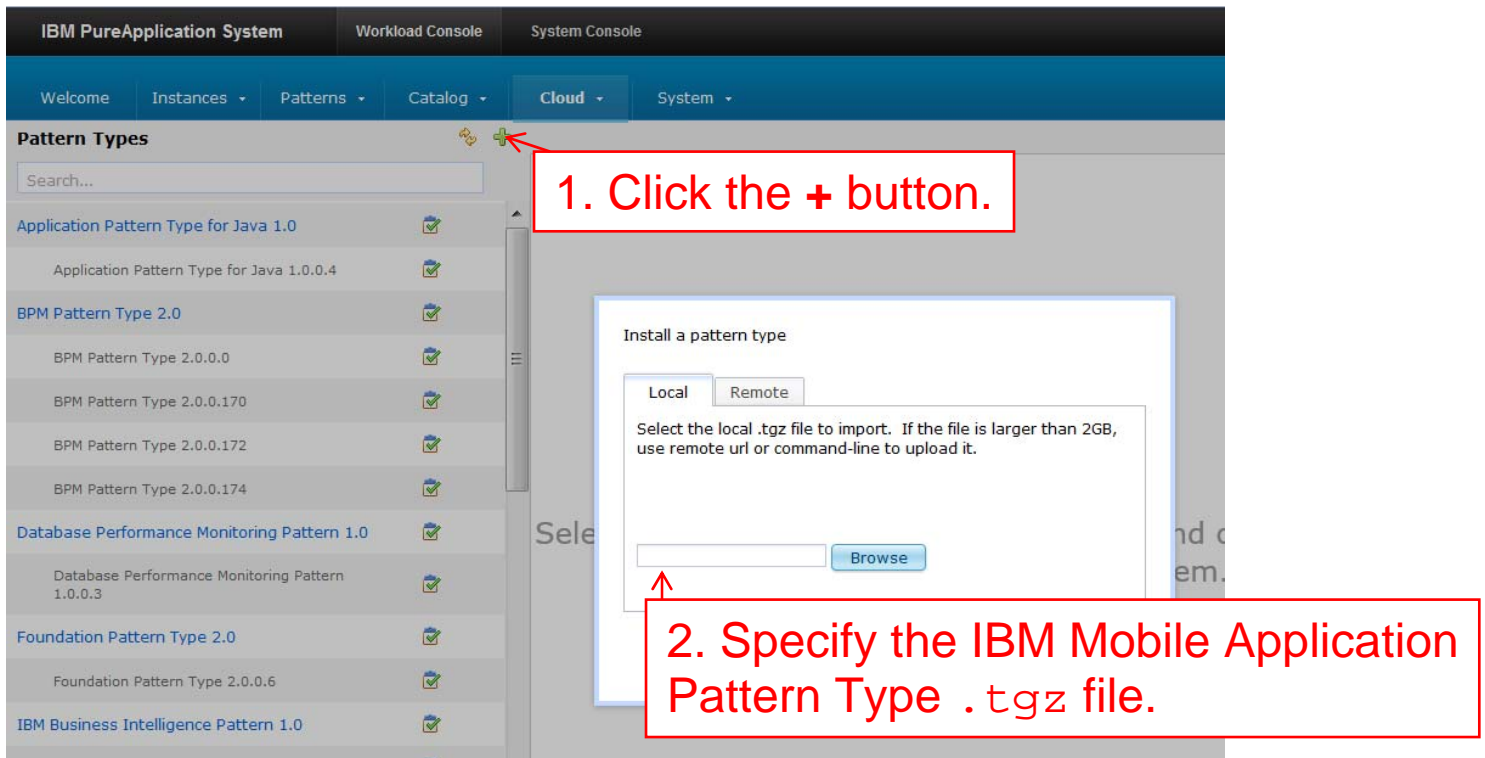 IBM PureApplication System Workload Console System Console
Welcome Instances Patterns Catalog Cloud System
Pattern Types
Search...
1. Click the + button.
Application Pattern Type for Java 1.0
Application Pattern Type for Java 1.0.0.4
BPM Pattern Type 2.0
BPM Pattern Type 2.0.0.0
BPM Pattern Type 2.0.0.170
BPM Pattern Type 2.0.0.172
BPM Pattern Type 2.0.0.174
Database Performance Monitoring Pattern 1.0
Database Performance Monitoring Pattern
1.0.0.3
Foundation Pattern Type 2.0
Foundation Pattern Type 2.0.0.6
IBM Business Intelligence Pattern 1.0
Install a pattern type
Local Remote
Select the local .tgz file to import. If the file is larger than 2GB,
use remote url or command-line to upload it.
Browse
2. Specify the IBM Mobile Application
Pattern Type .tgz file.